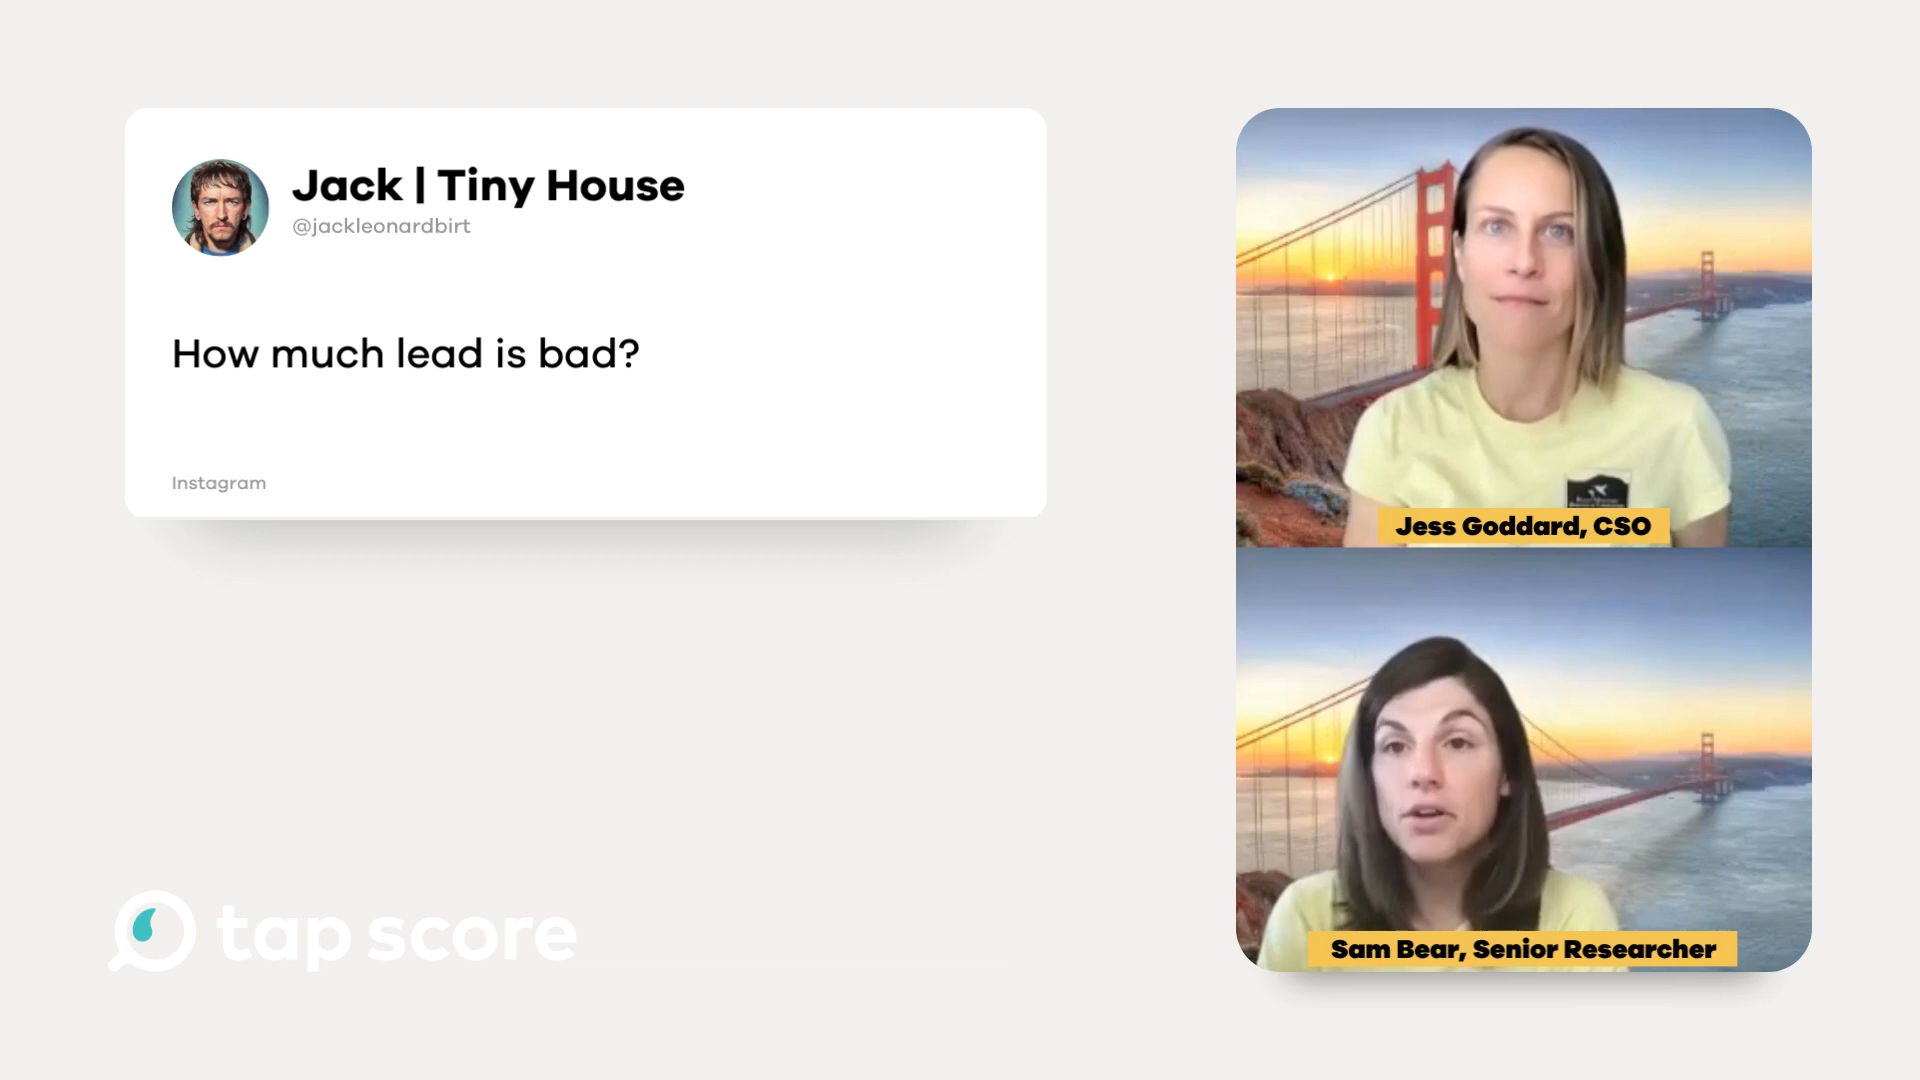 Jack | Tiny House
@jackleonardbirt
How much lead is bad?
Instagram
Jess Goddard, CSO
Sam Bear, Senior Researcher
tap score